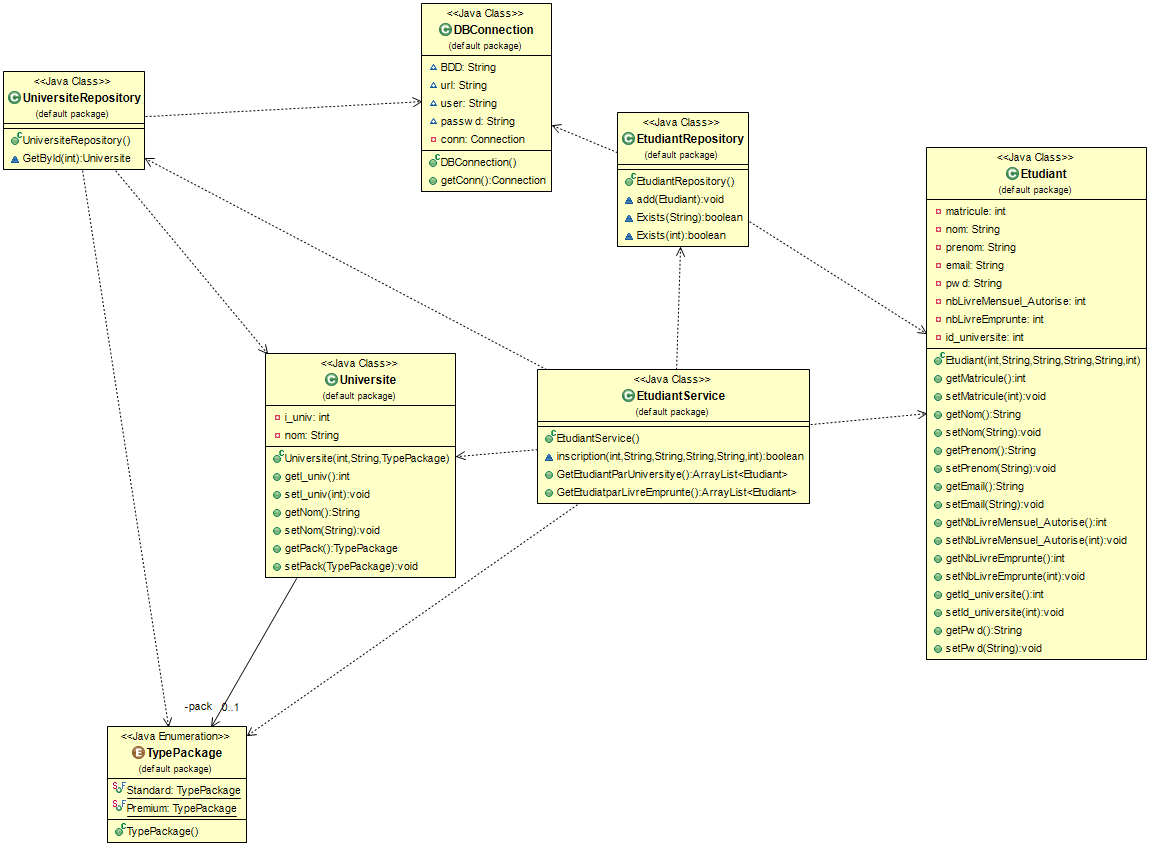 <<Java Class>>
DBConnection
(default package)
BDD: String
url: String
user: String
passwd: String
conn: Connection
DBConnection()
getConn():Connection
<<Java Class>>
UniversiteRepository
(default package)
UniversiteRepository()
GetById(int):Universite
<<Java Class>>
EtudiantRepository
(default package)
EtudiantRepository()
add(Etudiant):void
Exists(String):boolean
Exists(int):boolean
<<Java Class>>
Etudiant
(default package)
matricule: int
nom: String
prenom: String
email: String
pwd: String
nbLivreMensuel_Autorise: int
nbLivreEmprunte: int
id_universite: int
Etudiant(int,String,String,String,String,int)
getMatricule():int
setMatricule(int):void
getNom():String
setNom(String):void
getPrenom():String
setPrenom(String):void
getEmail():String
setEmail(String):void
getNbLivreMensuel_Autorise():int
setNbLivreMensuel_Autorise(int):void
getNbLivreEmprunte():int
setNbLivreEmprunte(int):void
getId_universite():int
setId_universite(int):void
getPwd():String
setPwd(String):void
<<Java Class>>
Universite
(default package)
i_univ: int
nom: String
Universite(int,String,TypePackage)
getI_univ():int
setI_univ(int):void
getNom():String
setNom(String):void
getPack():TypePackage
setPack(TypePackage):void
<<Java Class>>
EtudiantService
(default package)
EtudiantService()
inscription(int,String,String,String,String,int):boolean
GetEtudiantParUniversitye():ArrayList<Etudiant>
GetEtudiatparLivreEmprunte():ArrayList<Etudiant>
-pack 0..1
<<Java Enumeration>>
TypePackage
(default package)
Standard: TypePackage
Premium: TypePackage
TypePackage()